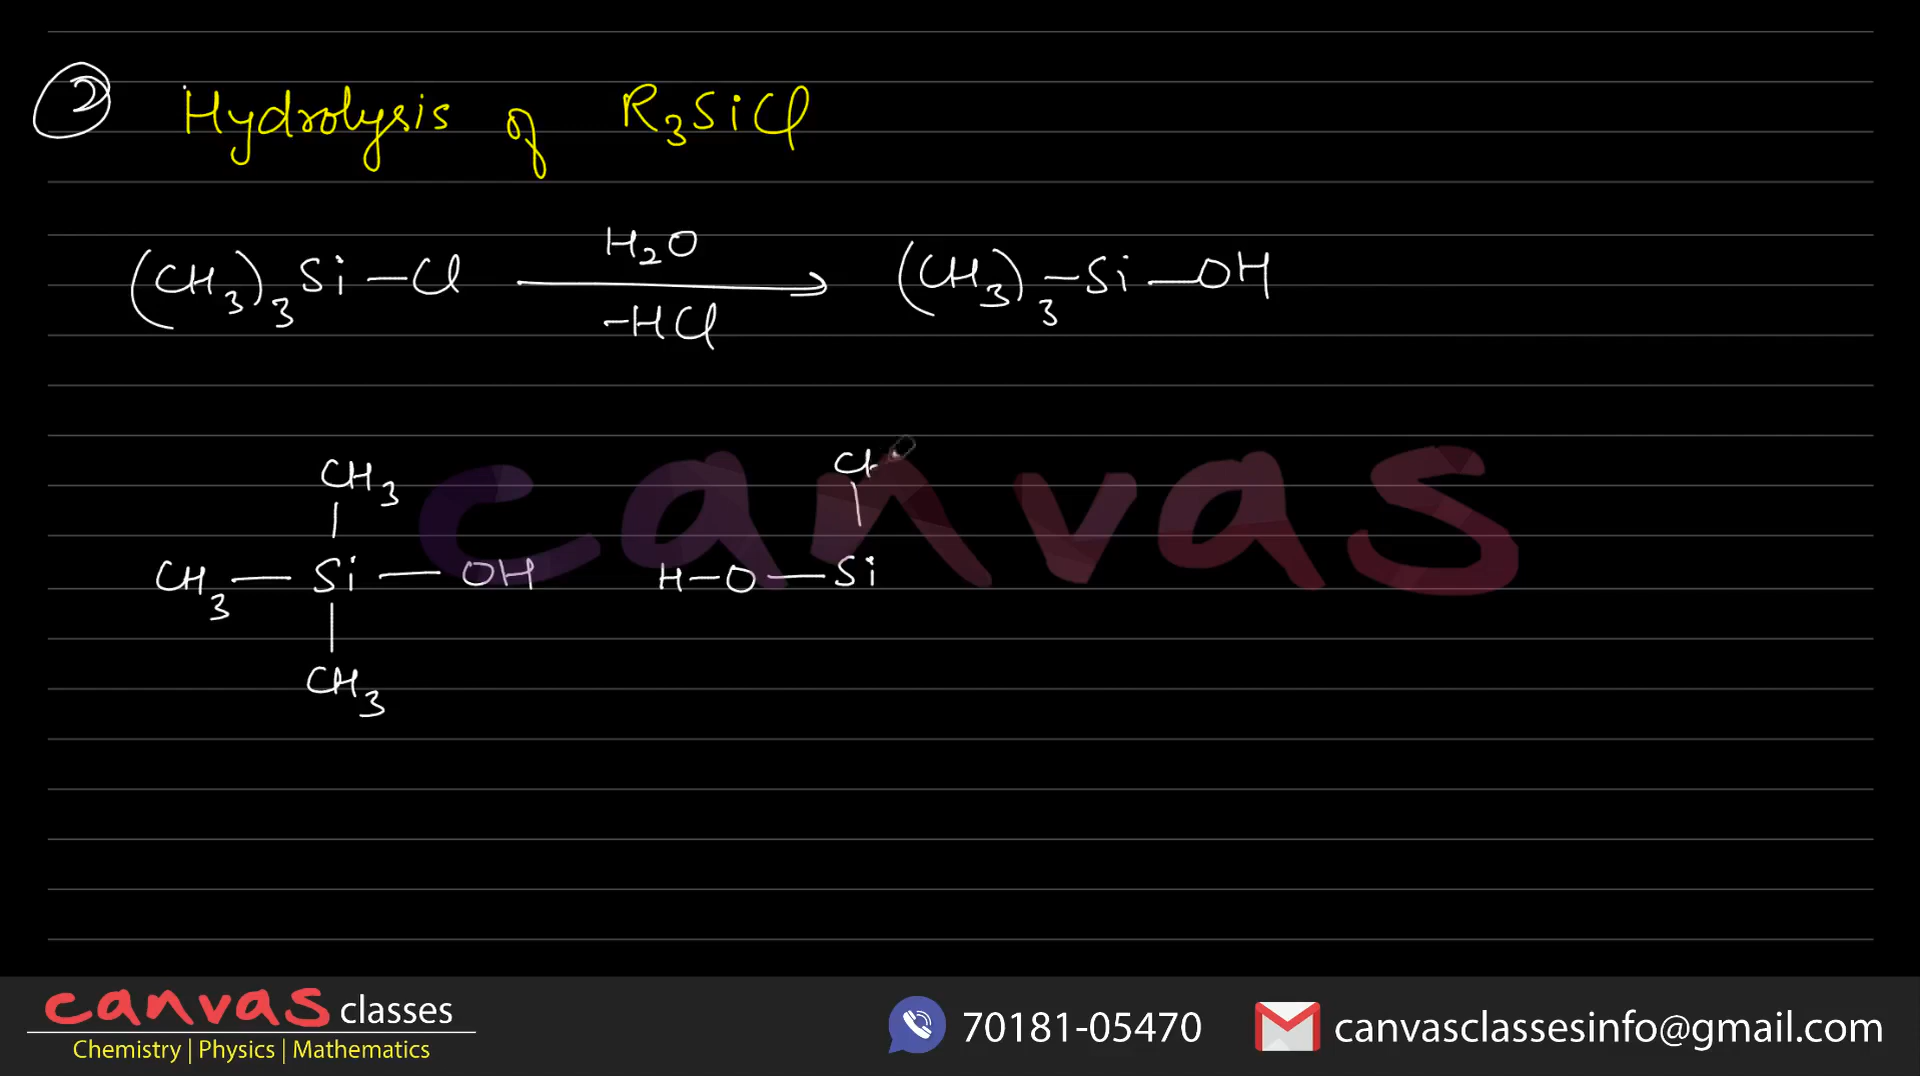 2 Hydrolysis of R3SiCl
(CH3)3Si–Cl H2O –HCl → (CH3)3–Si–OH
CH3 CH
CH3–Si–OH H–O–Si
CH3
canvas
canvas classes
Chemistry | Physics | Mathematics
70181-05470
canvasclassesinfo@gmail.com